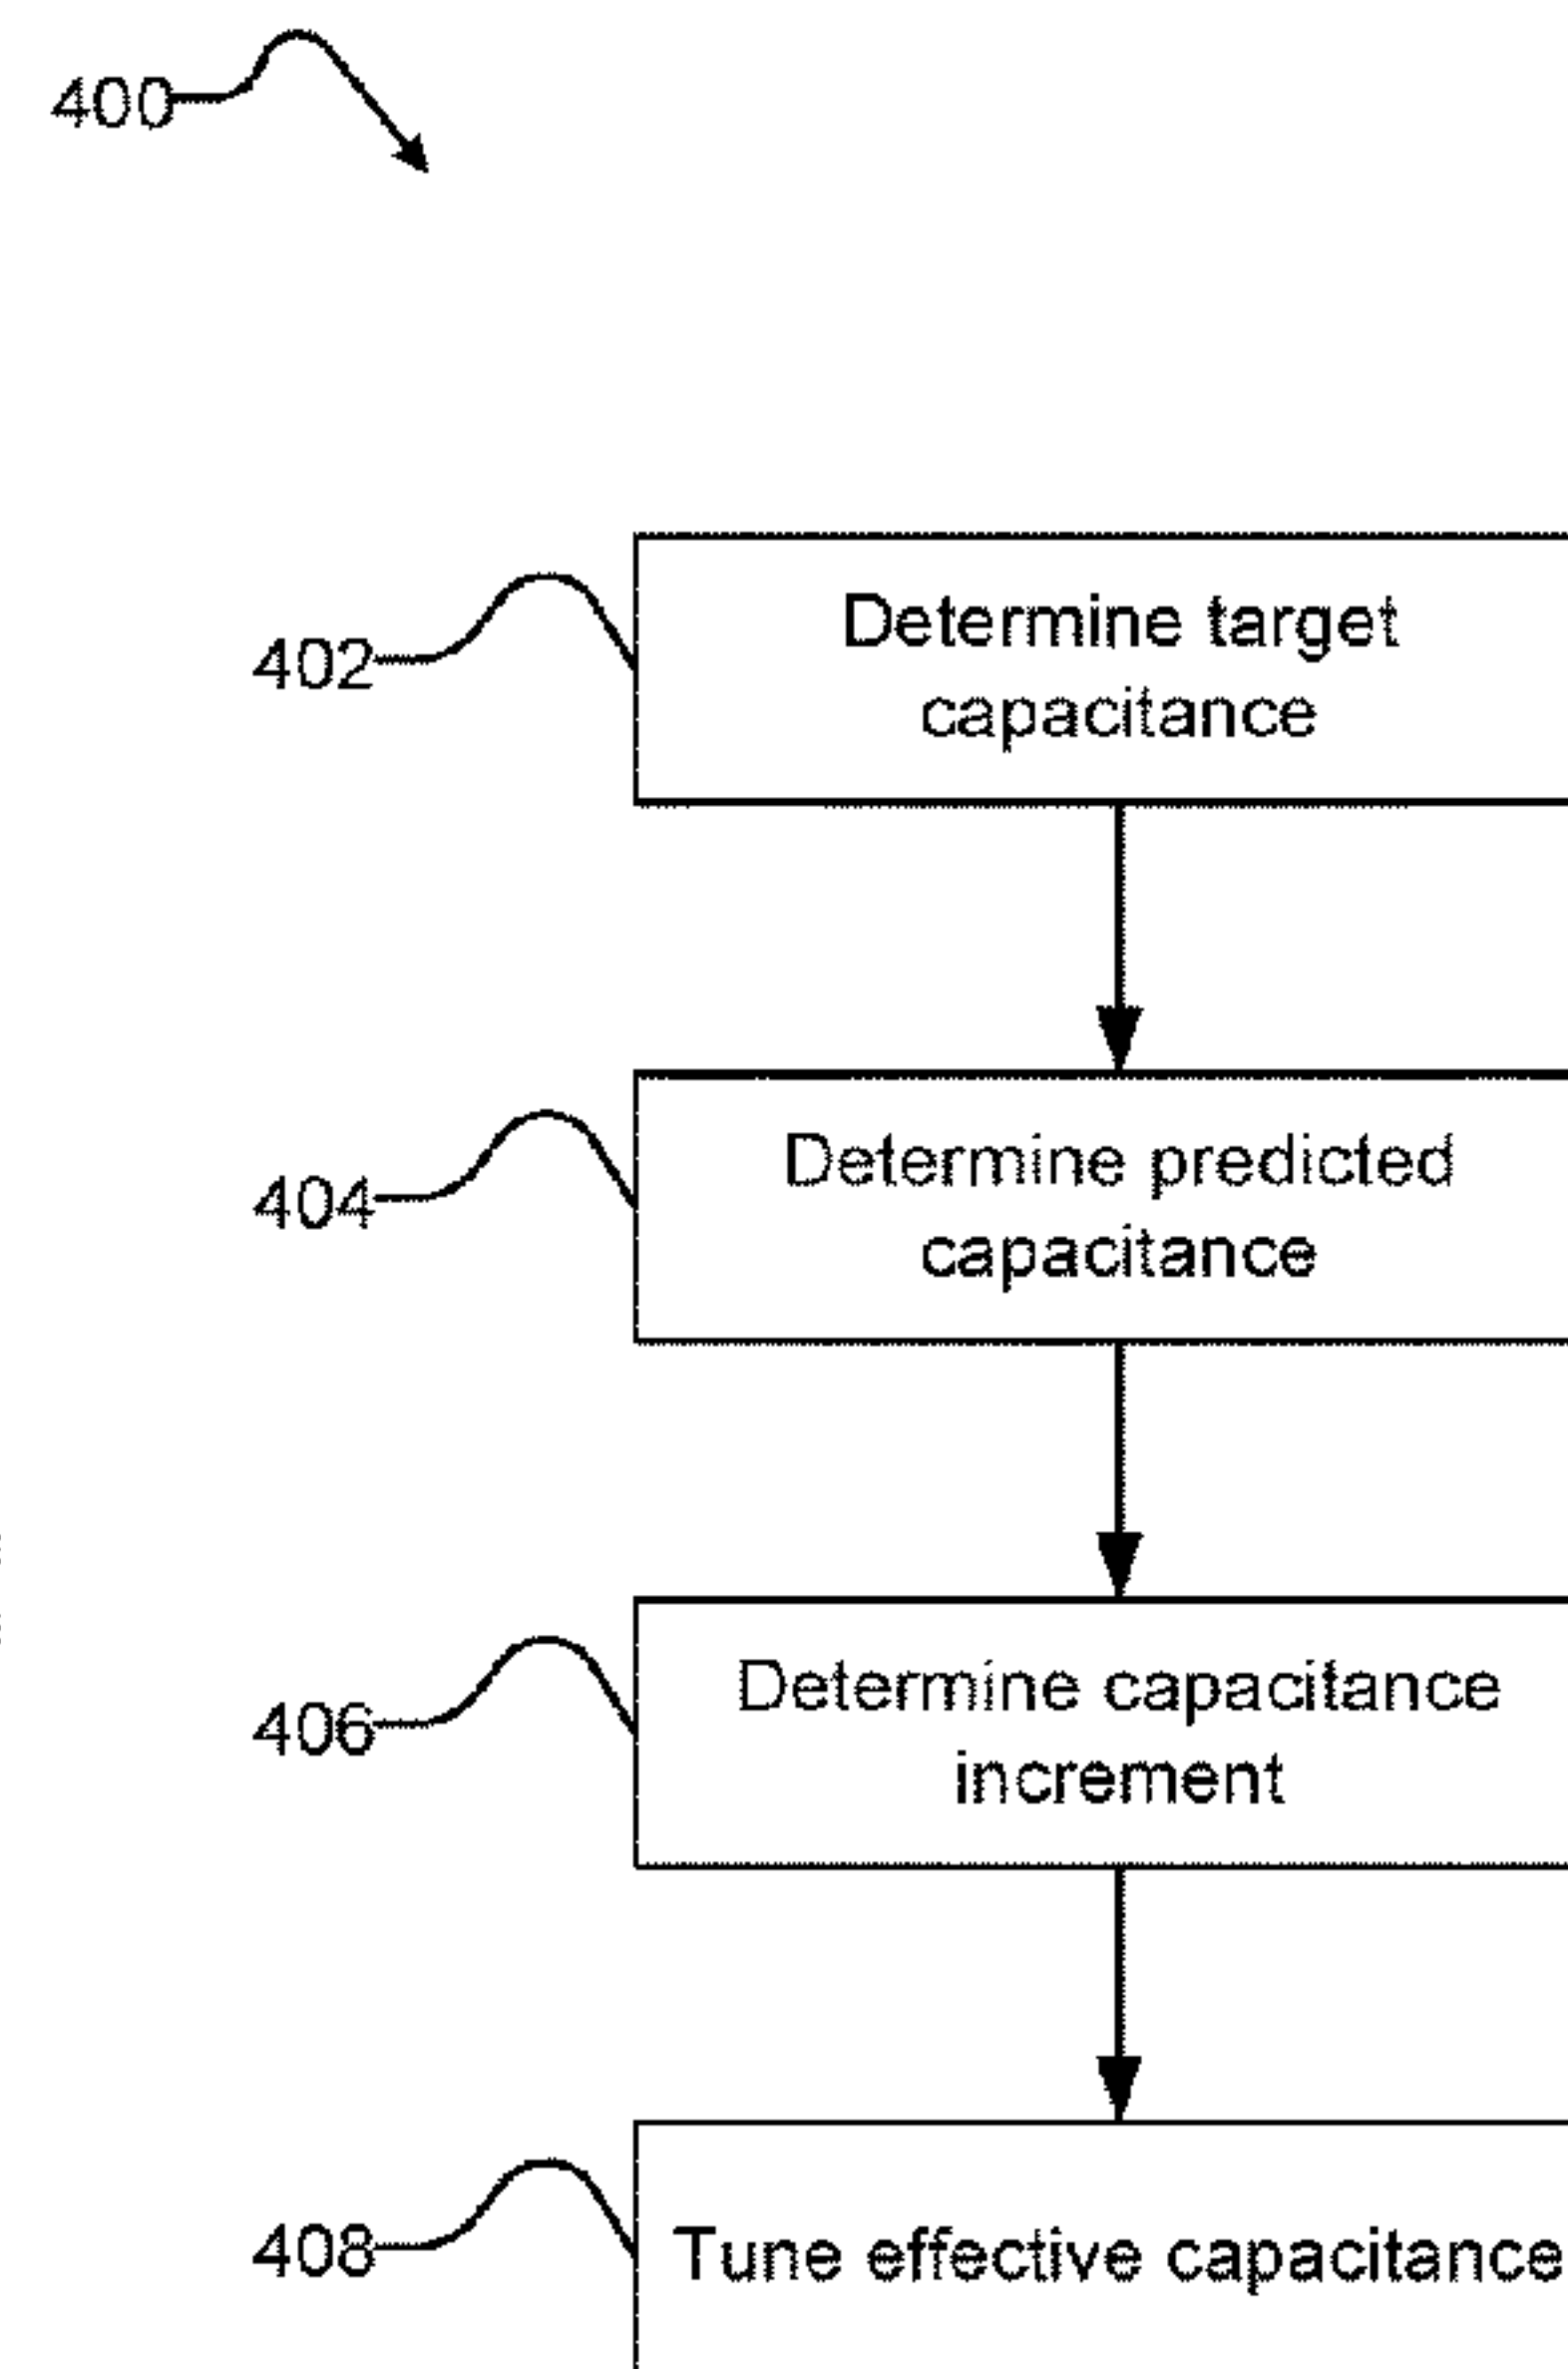 400
402
Determine target
capacitance
404
Determine predicted
capacitance
406
Determine capacitance
increment
408
Tune effective capacitance